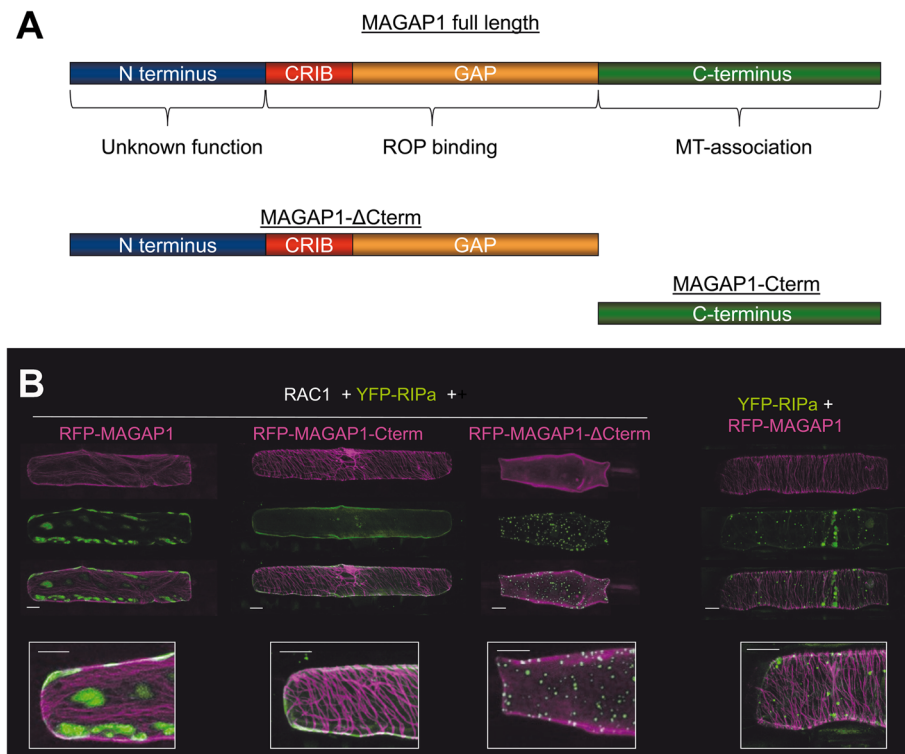 A
MAGAP1 full length
N terminus CRIB GAP C-terminus
Unknown function ROP binding MT-association
MAGAP1-ΔCterm
N terminus CRIB GAP
MAGAP1-Cterm
C-terminus
B
RAC1 + YFP-RIPa + +
RFP-MAGAP1 RFP-MAGAP1-Cterm RFP-MAGAP1-ΔCterm
YFP-RIPa +
RFP-MAGAP1